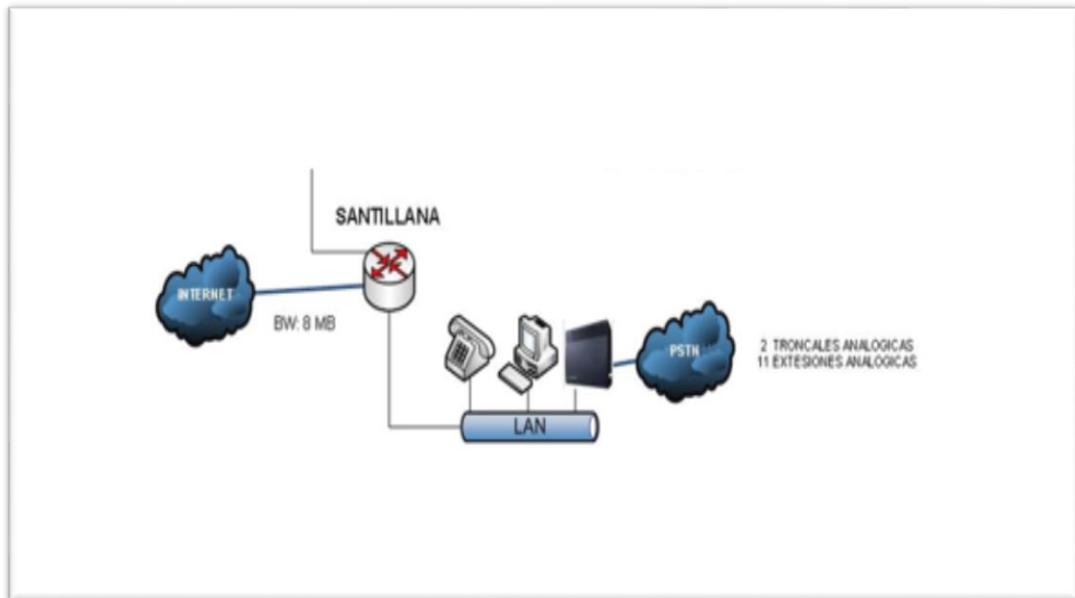 SANTILLANA
INTERNET
BW: 8 MB
PSTN
2 TRONCALES ANALOGICAS
11 EXTESIONES ANALOGICAS
LAN